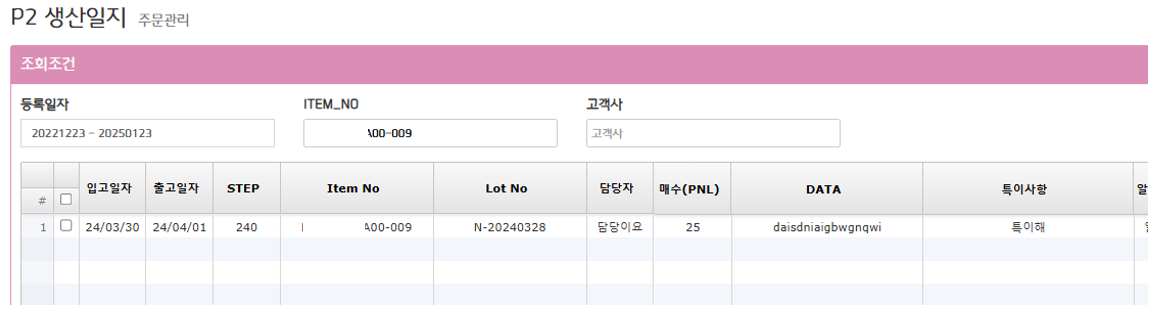 P2 생산일지 주문관리
조회조건
등록일자 ITEM_NO 고객사
20221223 - 20250123 A00-009 고객사
# 입고일자 출고일자 STEP Item No Lot No 담당자 매수(PNL) DATA 특이사항
1 24/03/30 24/04/01 240 A00-009 N-20240328 담당이요 25 daisdniaigbwgnqwi 특이해